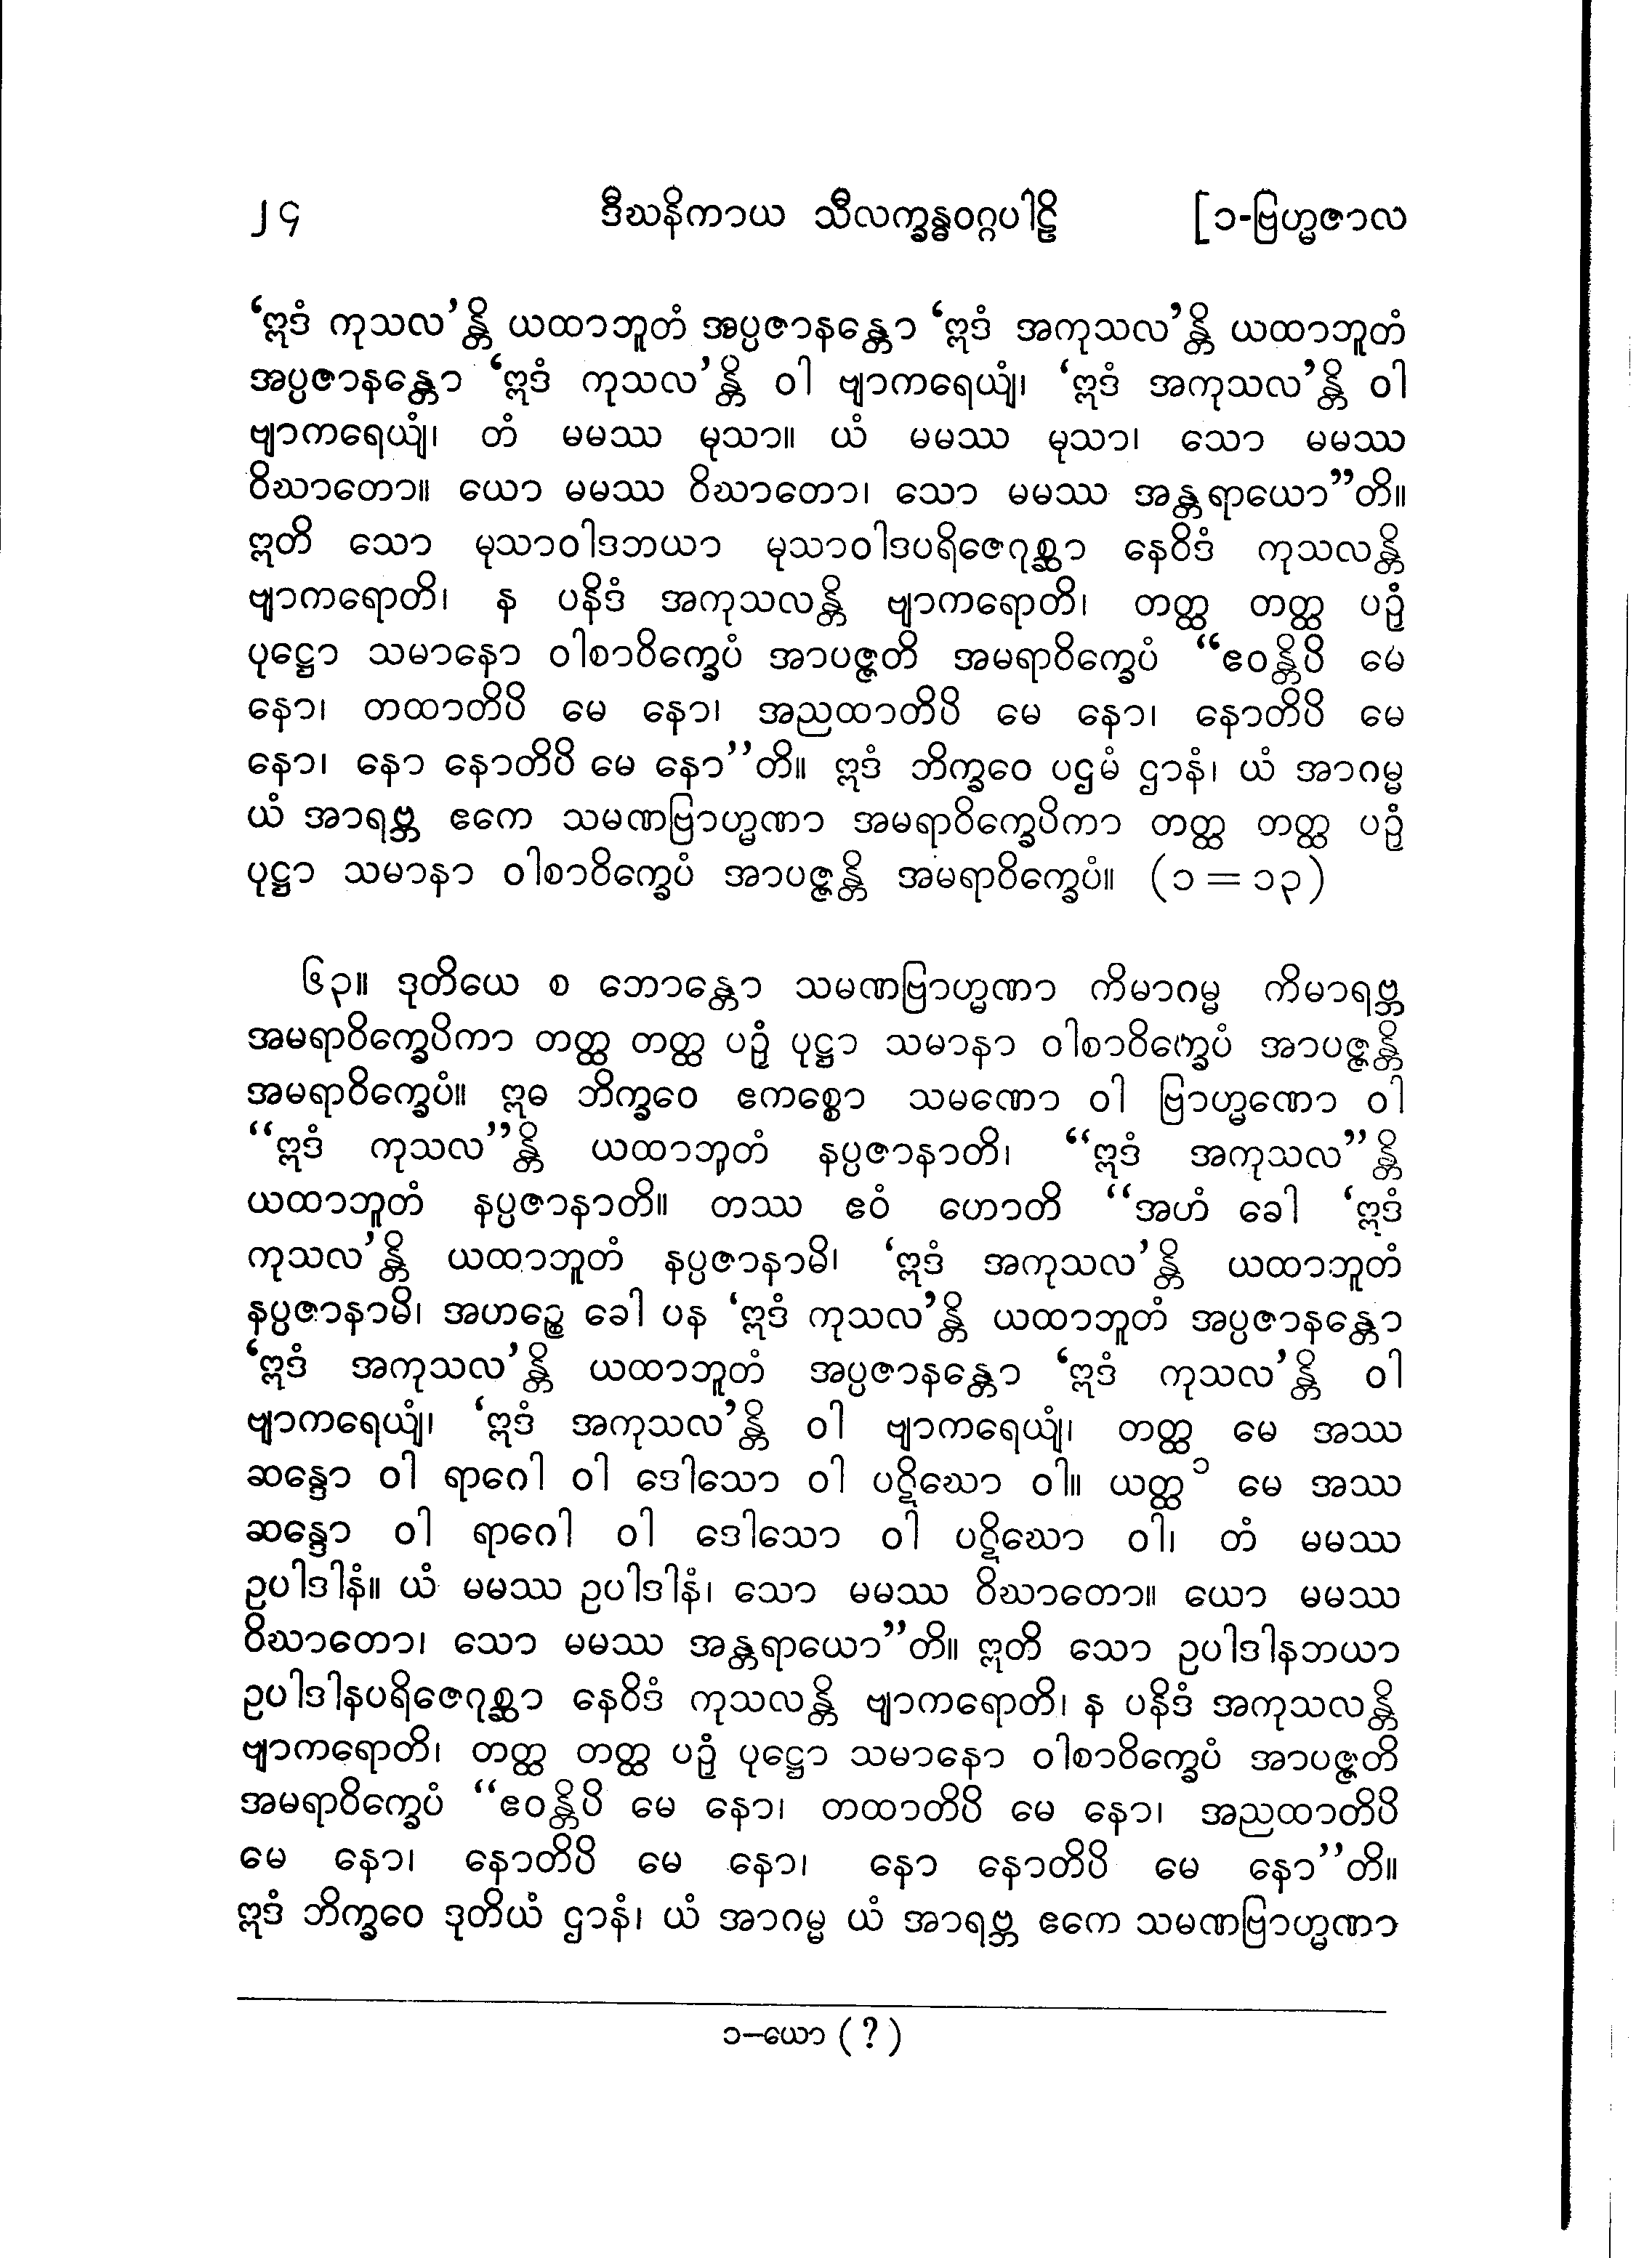 ၂၄ ဒီဃနိကာယ သီလက္ခန္ဓဝဂ္ဂပါဠိ [၁-ဗြဟ္မဇာလ
‘ဣဒံ ကုသလ’န္တိ ယထာဘူတံ အပ္ပဇာနန္တော ‘ဣဒံ အကုသလ’န္တိ ယထာဘူတံ
အပ္ပဇာနန္တော ‘ဣဒံ ကုသလ’န္တိ ဝါ ဗျာကရေယျံ၊ ‘ဣဒံ အကုသလ’န္တိ ဝါ
ဗျာကရေယျံ၊ တံ မမဿ မုသာ။ ယံ မမဿ မုသာ၊ သော မမဿ
ဝိဃာတော။ ယော မမဿ ဝိဃာတော၊ သော မမဿ အန္တရာယော”တိ။
ဣတိ သော မုသာဝါဒဘယာ မုသာဝါဒပရိဇေဂုစ္ဆာ နေဝိဒံ ကုသလန္တိ
ဗျာကရောတိ၊ န ပနိဒံ အကုသလန္တိ ဗျာကရောတိ၊ တတ္ထ တတ္ထ ပဉှံ
ပုဋ္ဌော သမာနော ဝါစာဝိက္ခေပံ အာပဇ္ဇတိ အမရာဝိက္ခေပံ “ဧဝန္တိပိ မေ
နော၊ တထာတိပိ မေ နော၊ အညထာတိပိ မေ နော၊ နောတိပိ မေ
နော၊ နော နောတိပိ မေ နော”တိ။ ဣဒံ ဘိက္ခဝေ ပဌမံ ဌာနံ၊ ယံ အာဂမ္မ
ယံ အာရဗ္ဘ ဧကေ သမဏဗြာဟ္မဏာ အမရာဝိက္ခေပိကာ တတ္ထ တတ္ထ ပဉှံ
ပုဋ္ဌာ သမာနာ ဝါစာဝိက္ခေပံ အာပဇ္ဇန္တိ အမရာဝိက္ခေပံ။ (၁ = ၁၃)
၆၃။ ဒုတိယေ စ ဘောန္တော သမဏဗြာဟ္မဏာ ကိမာဂမ္မ ကိမာရဗ္ဘ
အမရာဝိက္ခေပိကာ တတ္ထ တတ္ထ ပဉှံ ပုဋ္ဌာ သမာနာ ဝါစာဝိက္ခေပံ အာပဇ္ဇန္တိ
အမရာဝိက္ခေပံ။ ဣဓ ဘိက္ခဝေ ဧကစ္စော သမဏော ဝါ ဗြာဟ္မဏော ဝါ
“ဣဒံ ကုသလ”န္တိ ယထာဘူတံ နပ္ပဇာနာတိ၊ “ဣဒံ အကုသလ”န္တိ
ယထာဘူတံ နပ္ပဇာနာတိ။ တဿ ဧဝံ ဟောတိ “အဟံ ခေါ ‘ဣဒံ
ကုသလ’န္တိ ယထာဘူတံ နပ္ပဇာနာမိ၊ ‘ဣဒံ အကုသလ’န္တိ ယထာဘူတံ
နပ္ပဇာနာမိ၊ အဟဉ္စေ ခေါ ပန ‘ဣဒံ ကုသလ’န္တိ ယထာဘူတံ အပ္ပဇာနန္တော
‘ဣဒံ အကုသလ’န္တိ ယထာဘူတံ အပ္ပဇာနန္တော ‘ဣဒံ ကုသလ’န္တိ ဝါ
ဗျာကရေယျံ၊ ‘ဣဒံ အကုသလ’န္တိ ဝါ ဗျာကရေယျံ၊ တတ္ထ မေ အဿ
ဆန္ဒော ဝါ ရာဂေါ ဝါ ဒေါသော ဝါ ပဋိဃော ဝါ။ ယတ္ထ ၁ မေ အဿ
ဆန္ဒော ဝါ ရာဂေါ ဝါ ဒေါသော ဝါ ပဋိဃော ဝါ၊ တံ မမဿ
ဥပါဒါနံ။ ယံ မမဿ ဥပါဒါနံ၊ သော မမဿ ဝိဃာတော။ ယော မမဿ
ဝိဃာတော၊ သော မမဿ အန္တရာယော”တိ။ ဣတိ သော ဥပါဒါနဘယာ
ဥပါဒါနပရိဇေဂုစ္ဆာ နေဝိဒံ ကုသလန္တိ ဗျာကရောတိ၊ န ပနိဒံ အကုသလန္တိ
ဗျာကရောတိ၊ တတ္ထ တတ္ထ ပဉှံ ပုဋ္ဌော သမာနော ဝါစာဝိက္ခေပံ အာပဇ္ဇတိ
အမရာဝိက္ခေပံ “ဧဝန္တိပိ မေ နော၊ တထာတိပိ မေ နော၊ အညထာတိပိ
မေ နော၊ နောတိပိ မေ နော၊ နော နောတိပိ မေ နော”တိ။
ဣဒံ ဘိက္ခဝေ ဒုတိယံ ဌာနံ၊ ယံ အာဂမ္မ ယံ အာရဗ္ဘ ဧကေ သမဏဗြာဟ္မဏာ
၁–ယော (?)